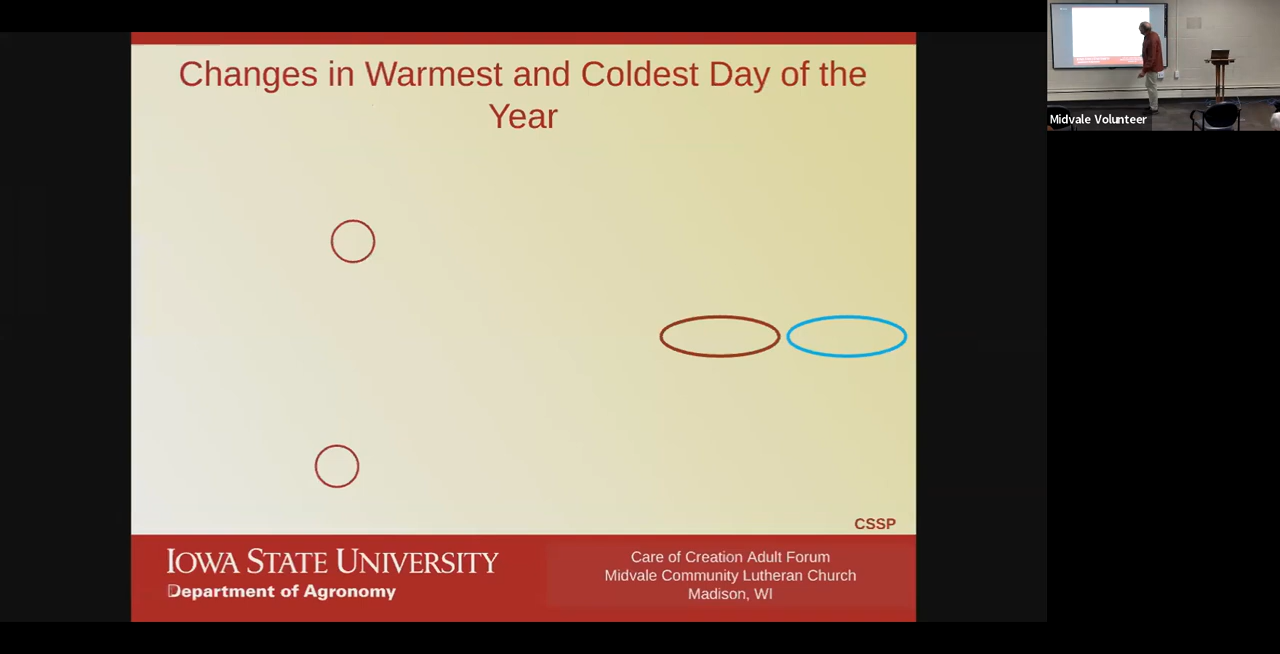 Changes in Warmest and Coldest Day of the
Year
CSSP
IOWA STATE UNIVERSITY
Department of Agronomy
Care of Creation Adult Forum
Midvale Community Lutheran Church
Madison, WI
Midvale Volunteer